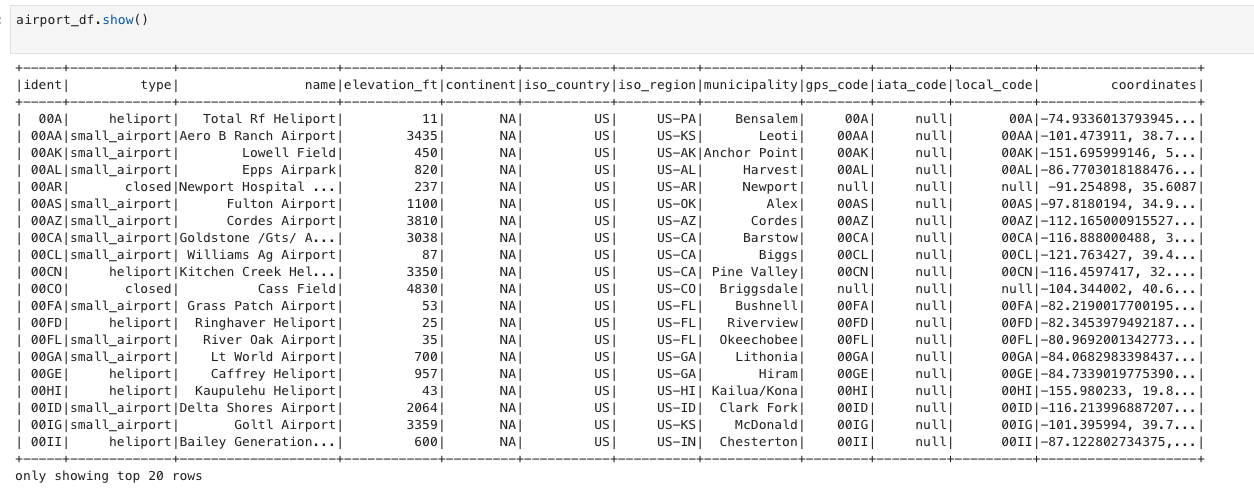 airport_df.show()
+-----+-------------+--------------------+------------+---------+-----------+----------+------------+--------+---------+----------+--------------------+
|ident|         type|                name|elevation_ft|continent|iso_country|iso_region|municipality|gps_code|iata_code|local_code|         coordinates|
+-----+-------------+--------------------+------------+---------+-----------+----------+------------+--------+---------+----------+--------------------+
|  00A|     heliport|   Total Rf Heliport|          11|       NA|         US|     US-PA|    Bensalem|     00A|     null|       00A|-74.9336013793945...|
| 00AA|small_airport|Aero B Ranch Airport|        3435|       NA|         US|     US-KS|       Leoti|    00AA|     null|      00AA|-101.473911, 38.7...|
| 00AK|small_airport|        Lowell Field|         450|       NA|         US|     US-AK|Anchor Point|    00AK|     null|      00AK|-151.695999146, 5...|
| 00AL|small_airport|        Epps Airpark|         820|       NA|         US|     US-AL|     Harvest|    00AL|     null|      00AL|-86.7703018188476...|
| 00AR|       closed|Newport Hospital ...|         237|       NA|         US|     US-AR|     Newport|    null|     null|      null| -91.254898, 35.6087|
| 00AS|small_airport|      Fulton Airport|        1100|       NA|         US|     US-OK|        Alex|    00AS|     null|      00AS|-97.8180194, 34.9...|
| 00AZ|small_airport|      Cordes Airport|        3810|       NA|         US|     US-AZ|      Cordes|    00AZ|     null|      00AZ|-112.165000915527...|
| 00CA|small_airport|Goldstone /Gts/ A...|        3038|       NA|         US|     US-CA|     Barstow|    00CA|     null|      00CA|-116.888000488, 3...|
| 00CL|small_airport| Williams Ag Airport|          87|       NA|         US|     US-CA|       Biggs|    00CL|     null|      00CL|-121.763427, 39.4...|
| 00CN|     heliport|Kitchen Creek Hel...|        3350|       NA|         US|     US-CA| Pine Valley|    00CN|     null|      00CN|-116.4597417, 32....|
| 00CO|       closed|          Cass Field|        4830|       NA|         US|     US-CO|  Briggsdale|    null|     null|      null|-104.344002, 40.6...|
| 00FA|small_airport| Grass Patch Airport|          53|       NA|         US|     US-FL|    Bushnell|    00FA|     null|      00FA|-82.2190017700195...|
| 00FD|     heliport|  Ringhaver Heliport|          25|       NA|         US|     US-FL|   Riverview|    00FD|     null|      00FD|-82.3453979492187...|
| 00FL|small_airport|   River Oak Airport|          35|       NA|         US|     US-FL|  Okeechobee|    00FL|     null|      00FL|-80.9692001342773...|
| 00GA|small_airport|    Lt World Airport|         700|       NA|         US|     US-GA|    Lithonia|    00GA|     null|      00GA|-84.0682983398437...|
| 00GE|     heliport|    Caffrey Heliport|         957|       NA|         US|     US-GA|       Hiram|    00GE|     null|      00GE|-84.7339019775390...|
| 00HI|     heliport|  Kaupulehu Heliport|          43|       NA|         US|     US-HI| Kailua/Kona|    00HI|     null|      00HI|-155.980233, 19.8...|
| 00ID|small_airport|Delta Shores Airport|        2064|       NA|         US|     US-ID|  Clark Fork|    00ID|     null|      00ID|-116.213996887207...|
| 00IG|small_airport|       Goltl Airport|        3359|       NA|         US|     US-KS|    McDonald|    00IG|     null|      00IG|-101.395994, 39.7...|
| 00II|     heliport|Bailey Generation...|         600|       NA|         US|     US-IN|  Chesterton|    00II|     null|      00II|-87.122802734375,...|
+-----+-------------+--------------------+------------+---------+-----------+----------+------------+--------+---------+----------+--------------------+
only showing top 20 rows